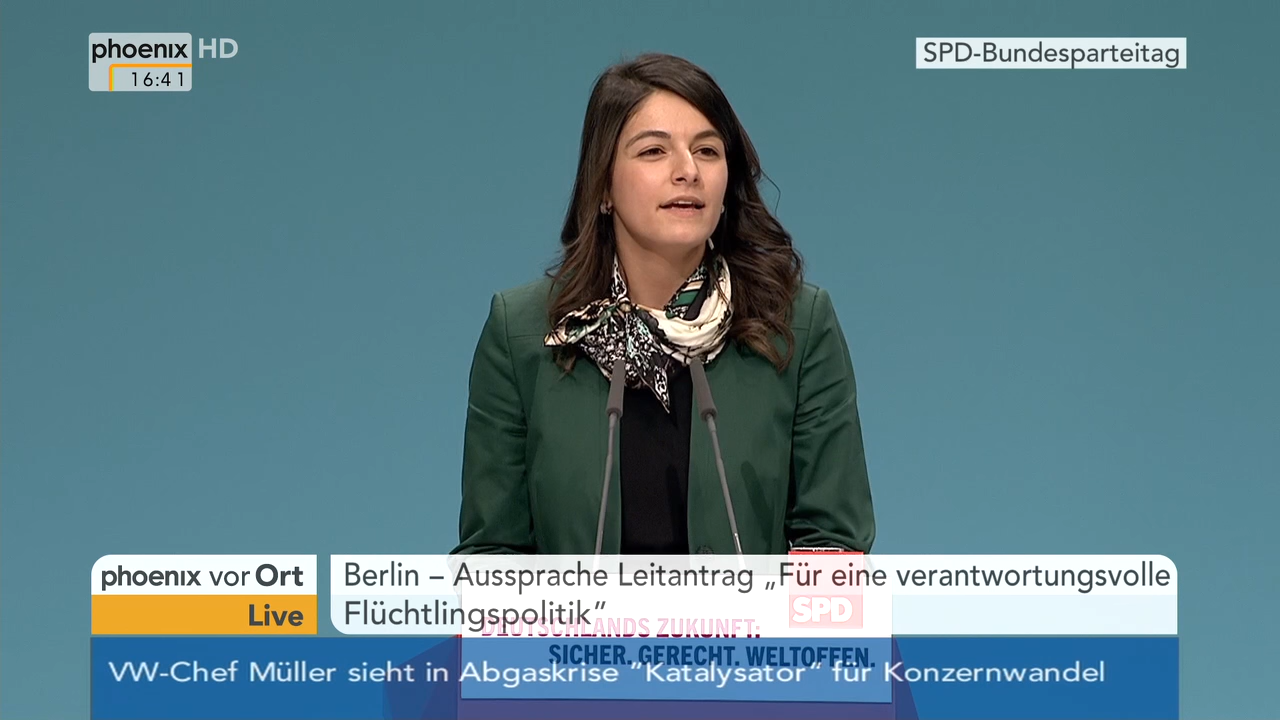 phoenix HD
16:41
SPD-Bundesparteitag
phoenix vor Ort
Live
Berlin – Aussprache Leitantrag „Für eine verantwortungsvolle
Flüchtlingspolitik”
SPD
DEUTSCHLANDS ZUKUNFT:
SICHER. GERECHT. WELTOFFEN.
VW-Chef Müller sieht in Abgaskrise “Katalysator“ für Konzernwandel